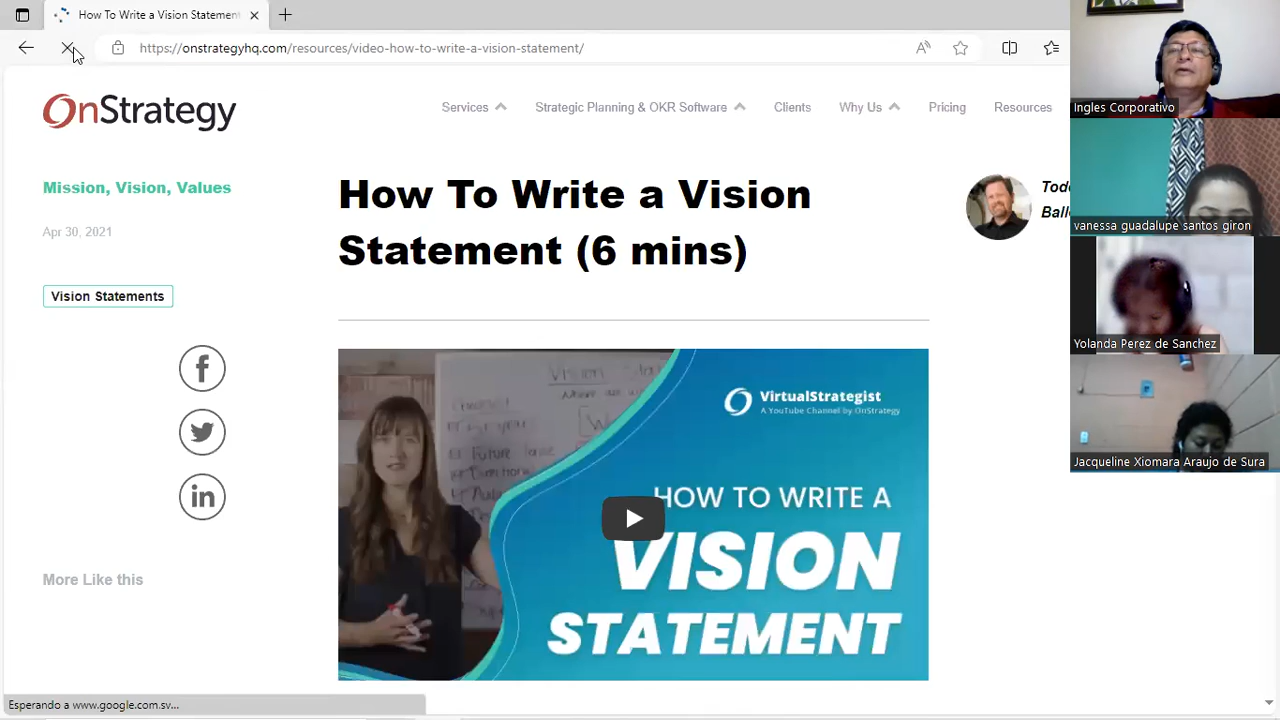 How To Write a Vision Statement
https://onstrategyhq.com/resources/video-how-to-write-a-vision-statement/
OnStrategy
Services
Strategic Planning & OKR Software
Clients
Why Us
Pricing
Resources
Mission, Vision, Values
Apr 30, 2021
Vision Statements
How To Write a Vision
Statement (6 mins)
VirtualStrategist
A YouTube Channel by OnStrategy
HOW TO WRITE A
VISION
STATEMENT
More Like this
Esperando a www.google.com.sv...
Ingles Corporativo
vanessa guadalupe santos giron
Yolanda Perez de Sanchez
Jacqueline Xiomara Araujo de Sura